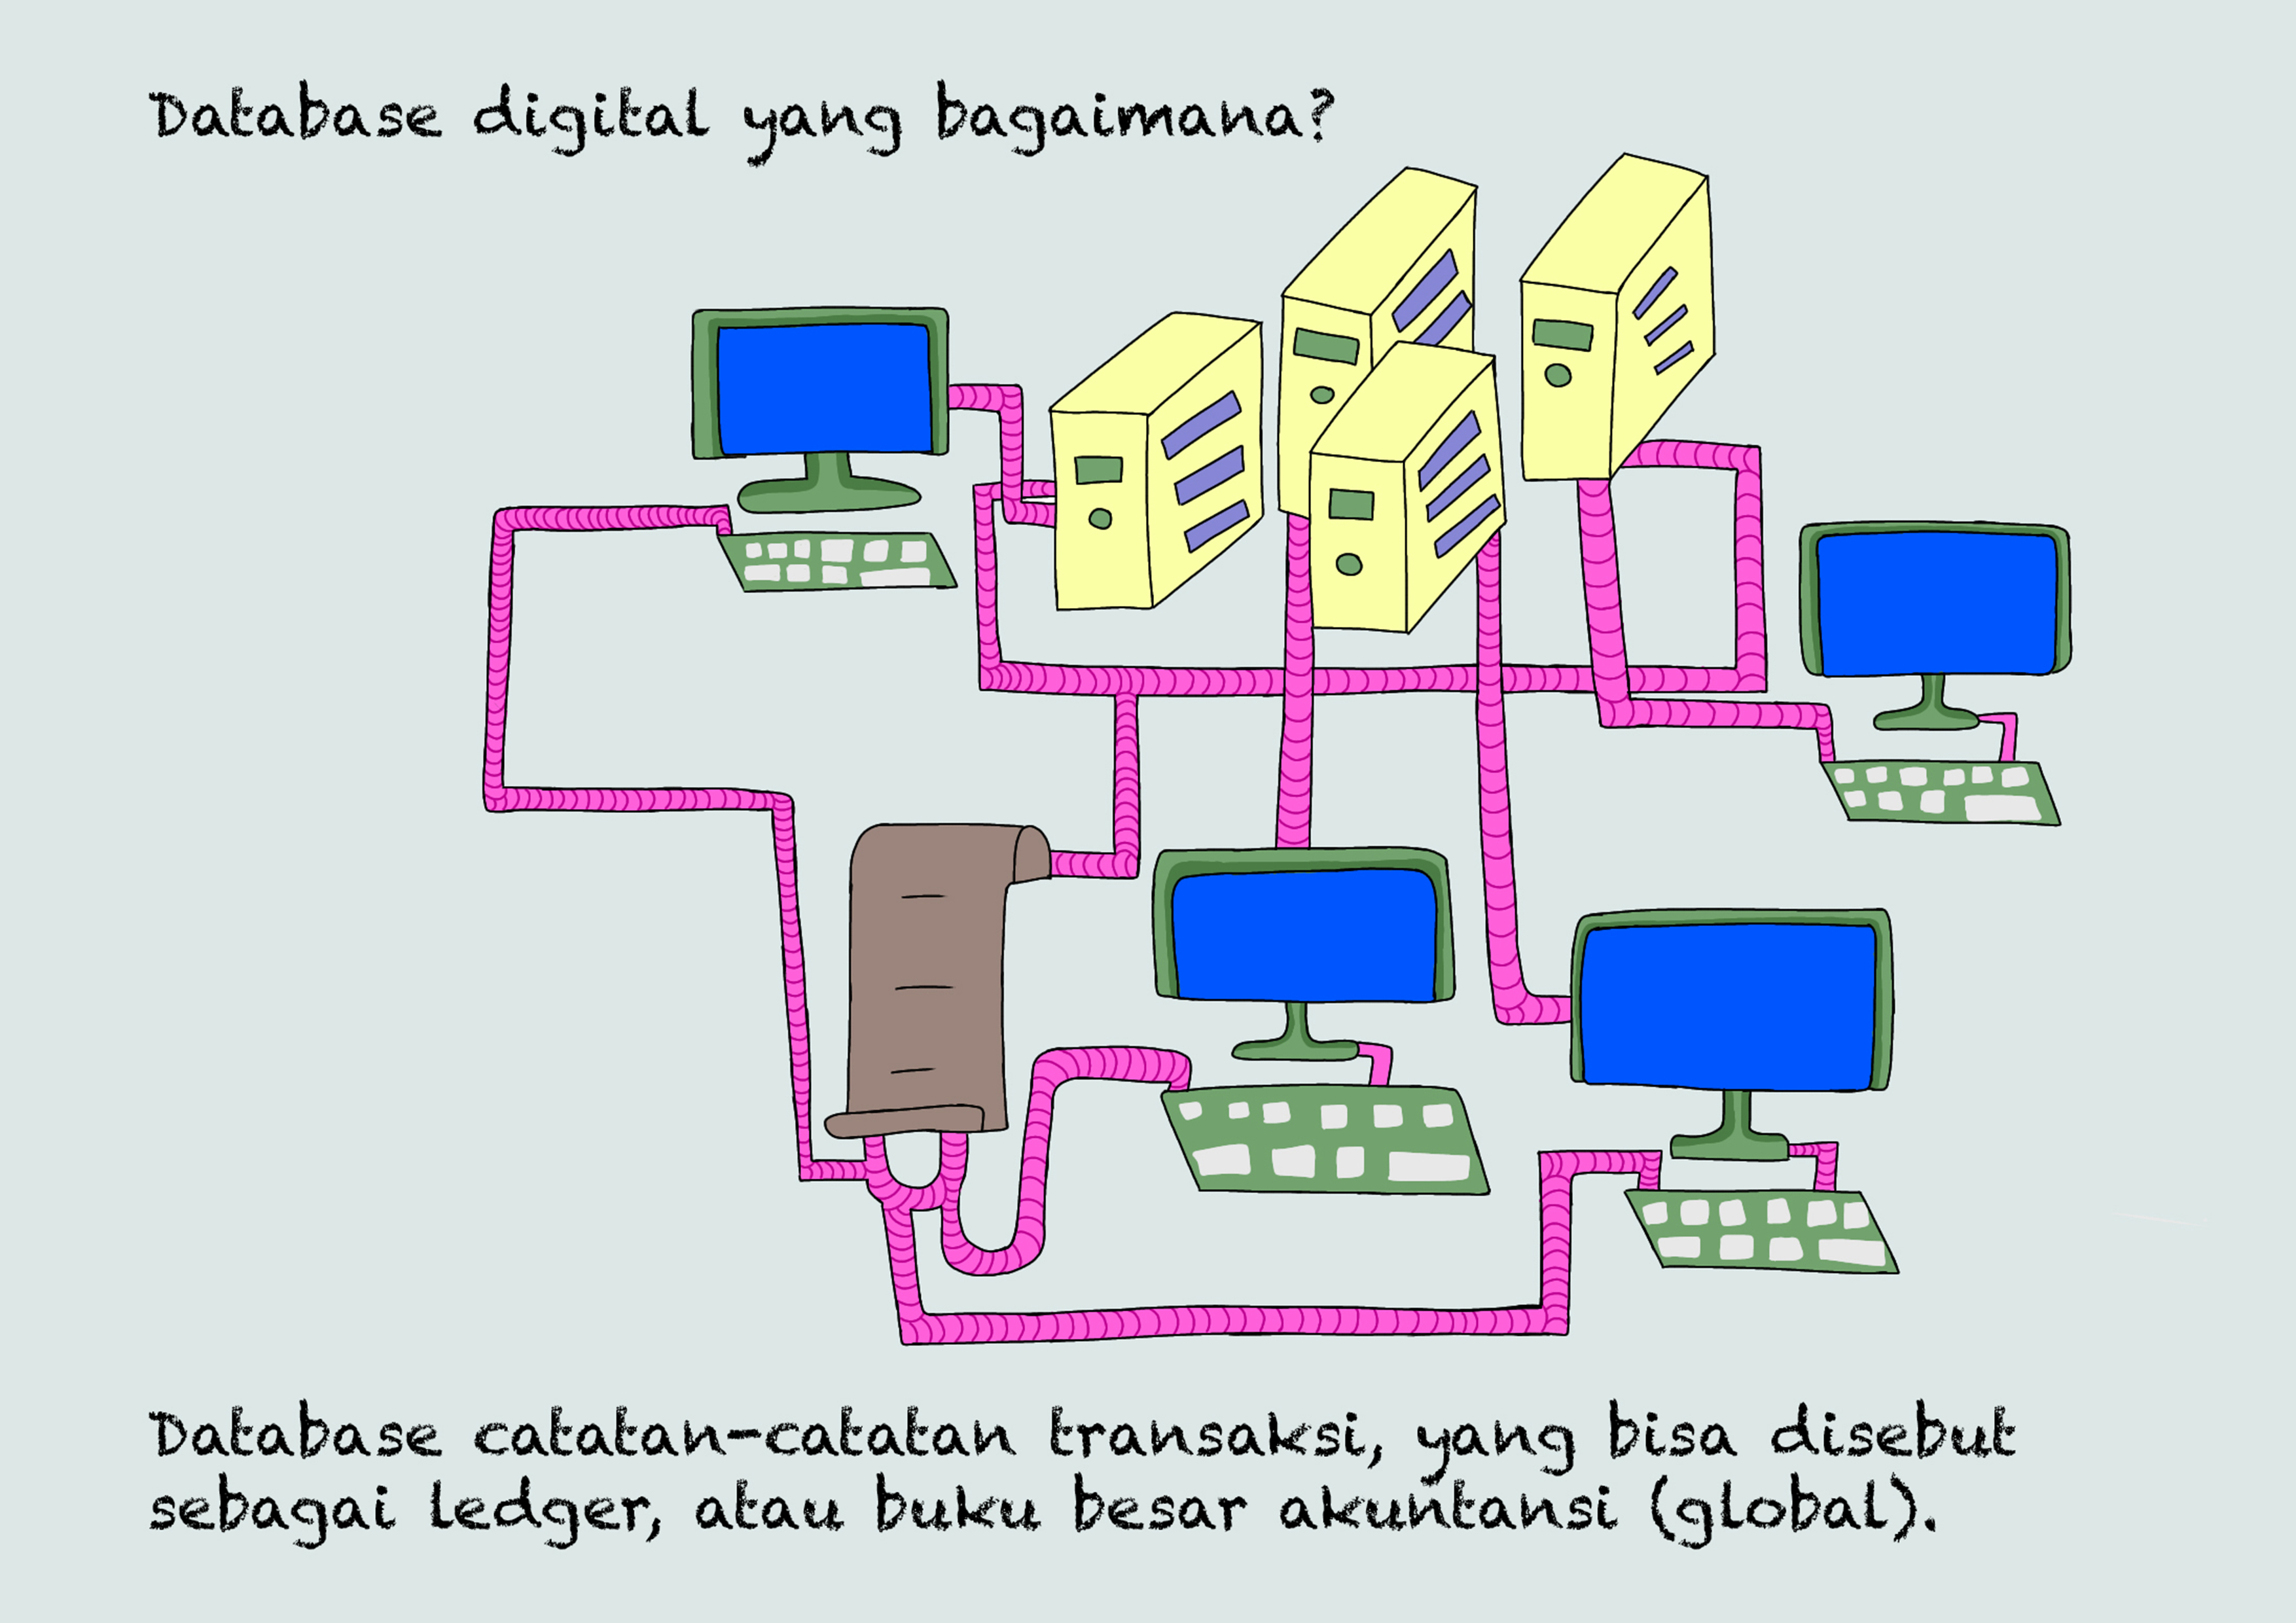 Database digital yang bagaimana?
Database catatan-catatan transaksi, yang bisa disebut
sebagai ledger, atau buku besar akuntansi (global).